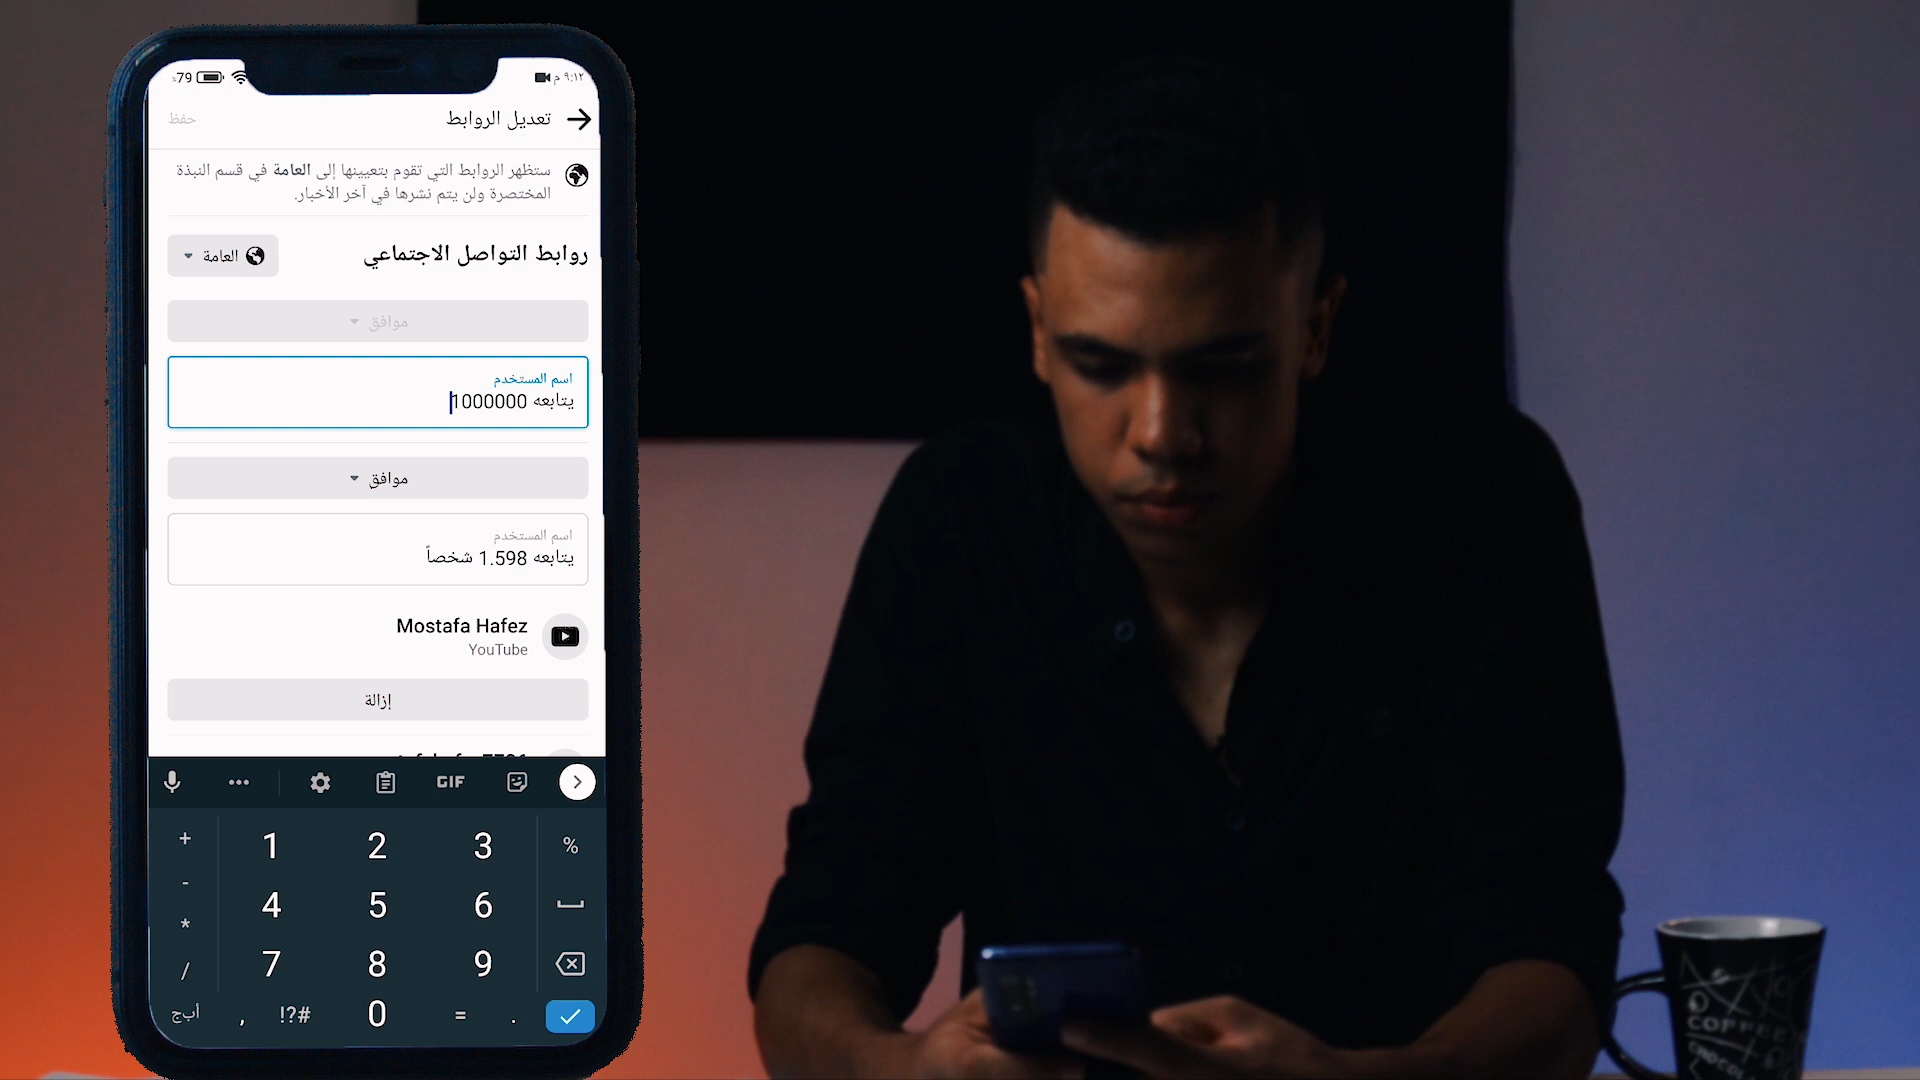 79%
٩:١٢ م
تعديل الروابط
حفظ
ستظهر الروابط التي تقوم بتعيينها إلى العامة في قسم النبذة
المختصرة ولن يتم نشرها في آخر الأخبار.
روابط التواصل الاجتماعي
العامة
موافق
اسم المستخدم
يتابعه 1000000
موافق
اسم المستخدم
يتابعه 1.598 شخصاً
Mostafa Hafez
YouTube
إزالة
GIF
+ 1 2 3 %
-
4 5 6
*
7 8 9
/
أب‌ج , !?# 0 = .
COFFEE
CHOCOL